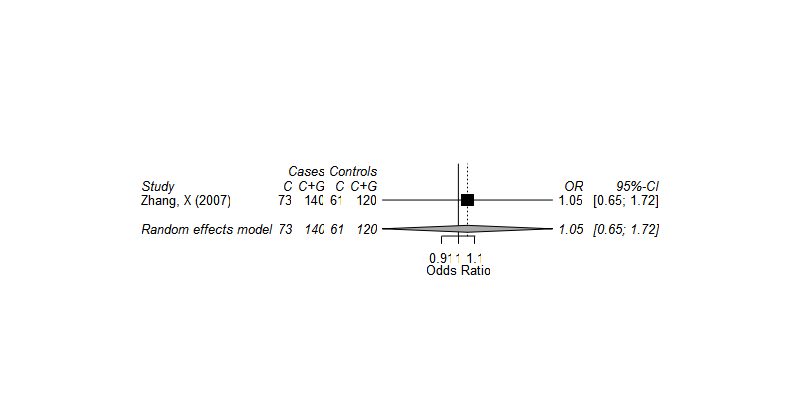 Cases Controls
Study C C+G C C+G OR 95%-CI
Zhang, X (2007) 73 140 61 120 1.05 [0.65; 1.72]
Random effects model 73 140 61 120 1.05 [0.65; 1.72]
0.9 1 1.1
Odds Ratio